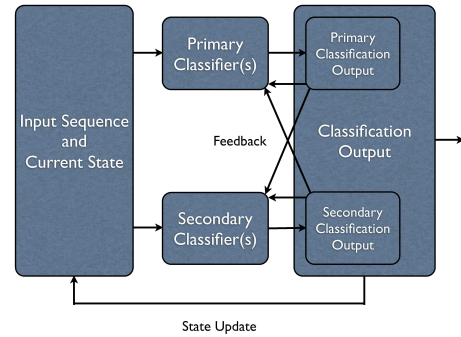 Input Sequence
and
Current State
Primary
Classifier(s)
Primary
Classification
Output
Feedback
Classification
Output
Secondary
Classifier(s)
Secondary
Classification
Output
State Update